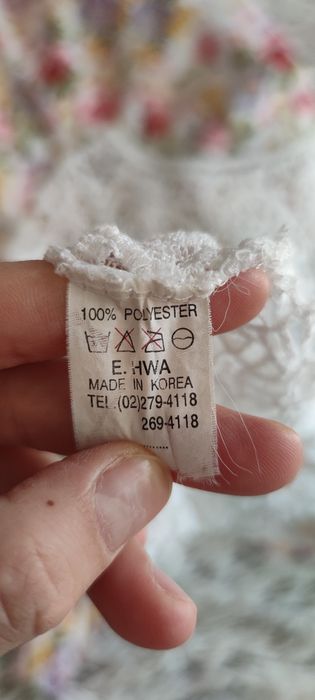 100% POLYESTER
E. HWA
MADE IN KOREA
TEL.:(02)279-4118
269-4118